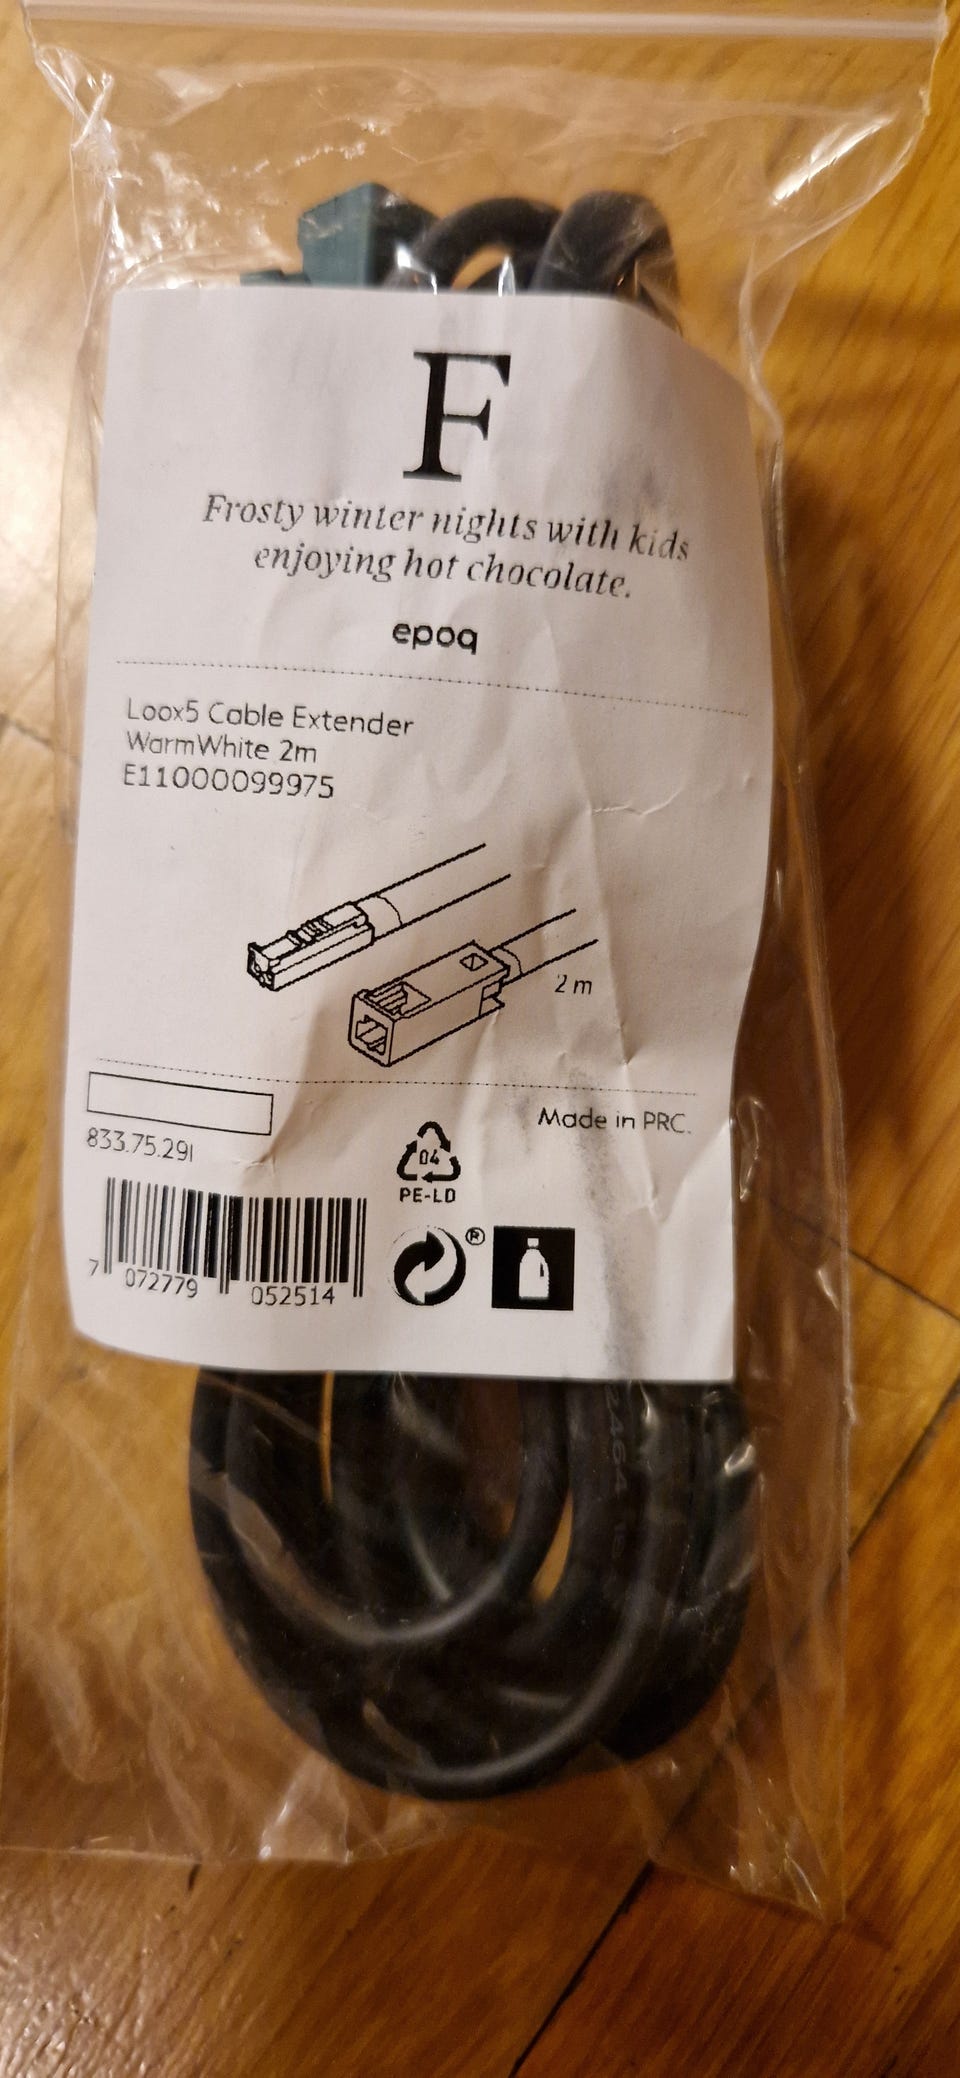 F
Frosty winter nights with kids
enjoying hot chocolate.
epoq
Loox5 Cable Extender
WarmWhite 2m
E11000099975
2 m
Made in PRC.
833.75.291
04
PE-LD
®
7 072779 052514